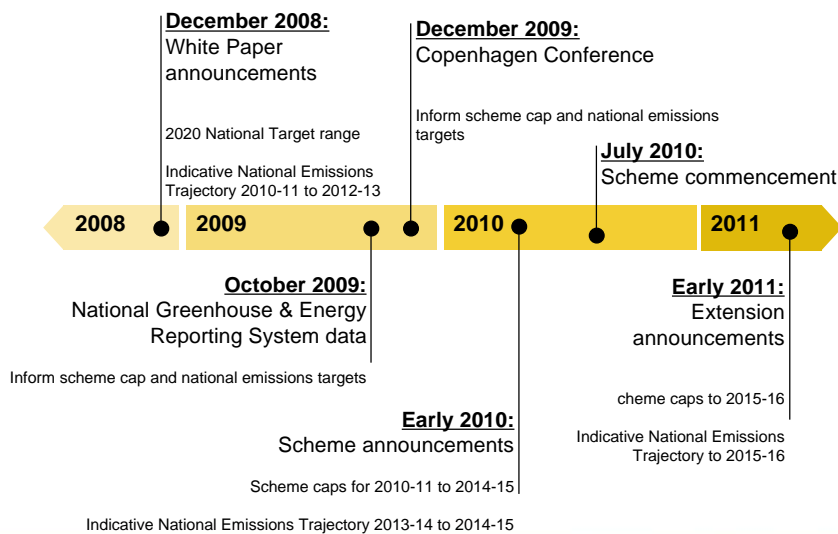 December 2008:
White Paper
announcements
2020 National Target range
Indicative National Emissions
Trajectory 2010-11 to 2012-13
December 2009:
Copenhagen Conference
Inform scheme cap and national emissions
targets
July 2010:
Scheme commencement
2008
2009
2010
2011
October 2009:
National Greenhouse & Energy
Reporting System data
Inform scheme cap and national emissions targets
Early 2010:
Scheme announcements
Scheme caps for 2010-11 to 2014-15
Indicative National Emissions Trajectory 2013-14 to 2014-15
Early 2011:
Extension
announcements
cheme caps to 2015-16
Indicative National Emissions
Trajectory to 2015-16